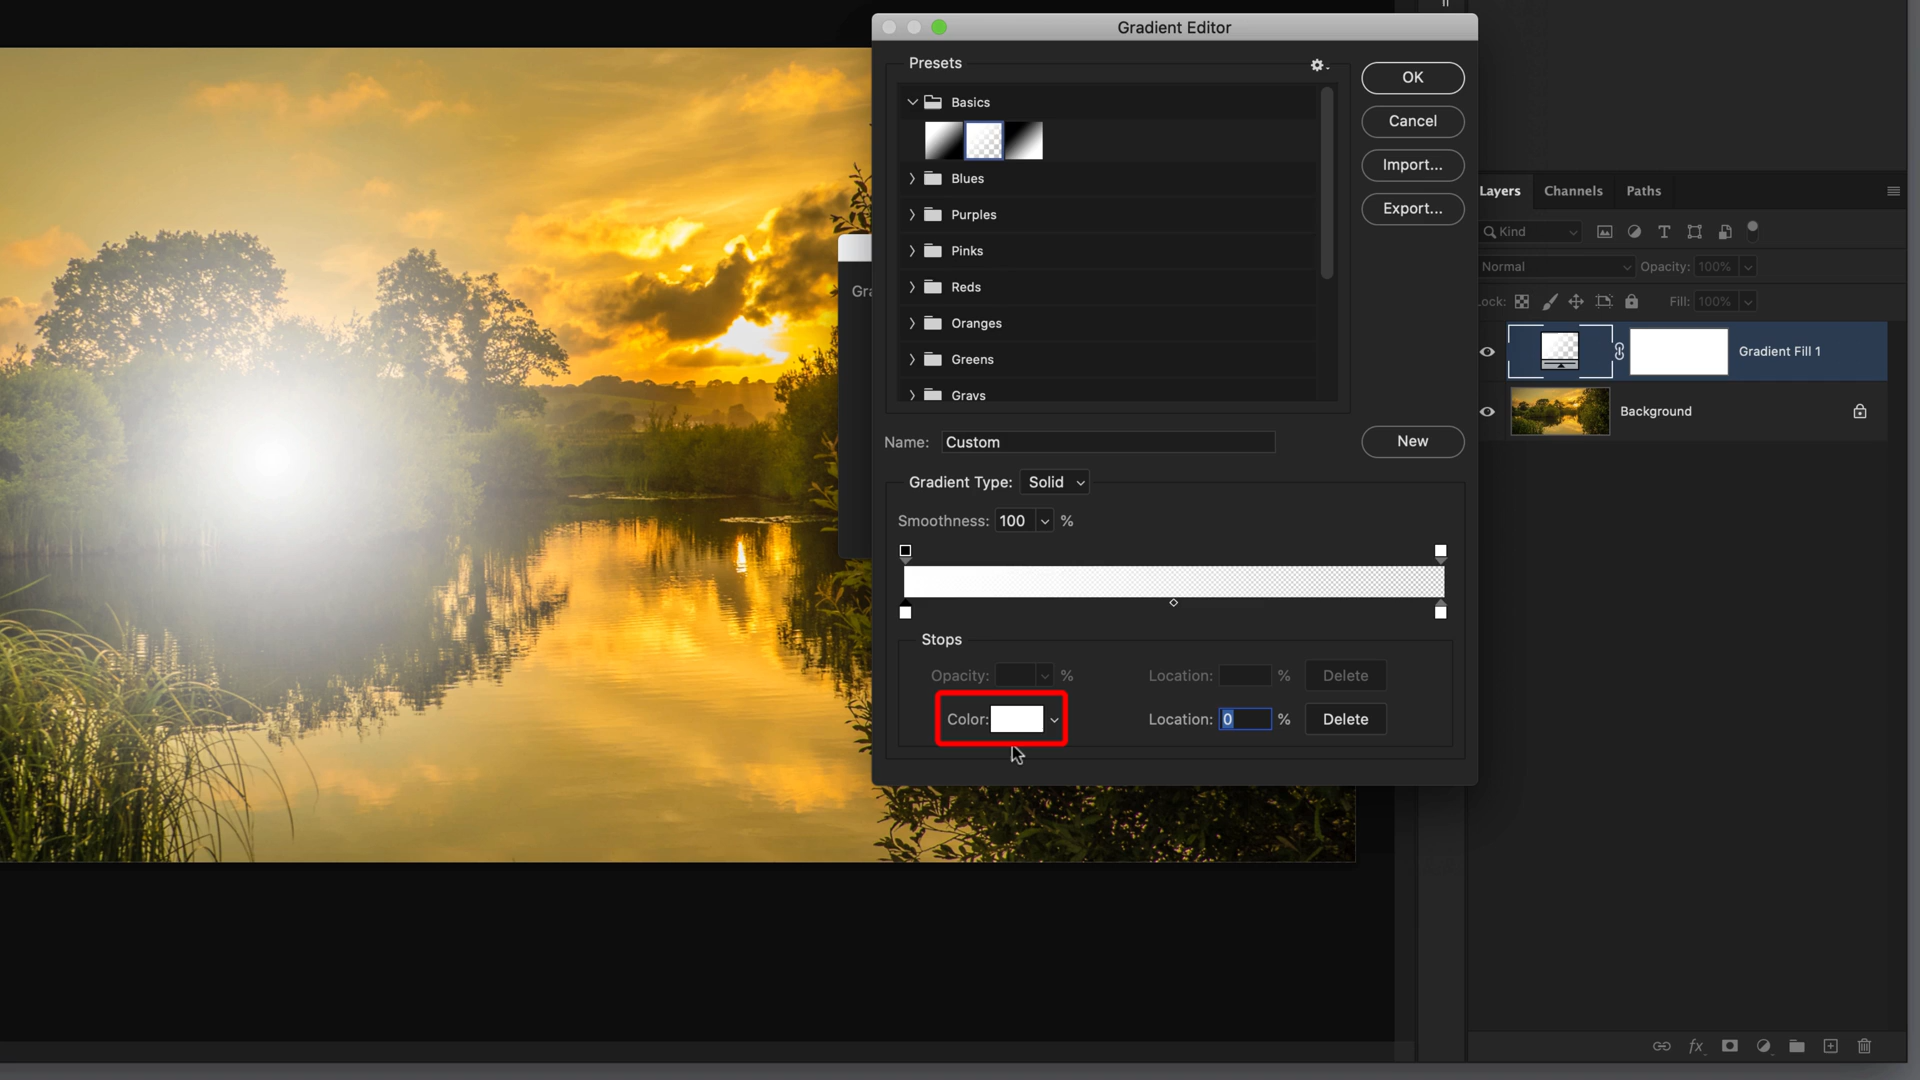 Gradient Editor
Presets
Basics
Blues
Purples
Pinks
Reds
Oranges
Greens
Grays
OK
Cancel
Import...
Export...
Name: Custom
New
Gradient Type: Solid
Smoothness: 100 %
Stops
Opacity: %
Location: %
Delete
Color:
Location: 0 %
Delete
Gra
Layers
Channels
Paths
Kind
Normal
Opacity: 100%
Lock:
Fill: 100%
Gradient Fill 1
Background
fx